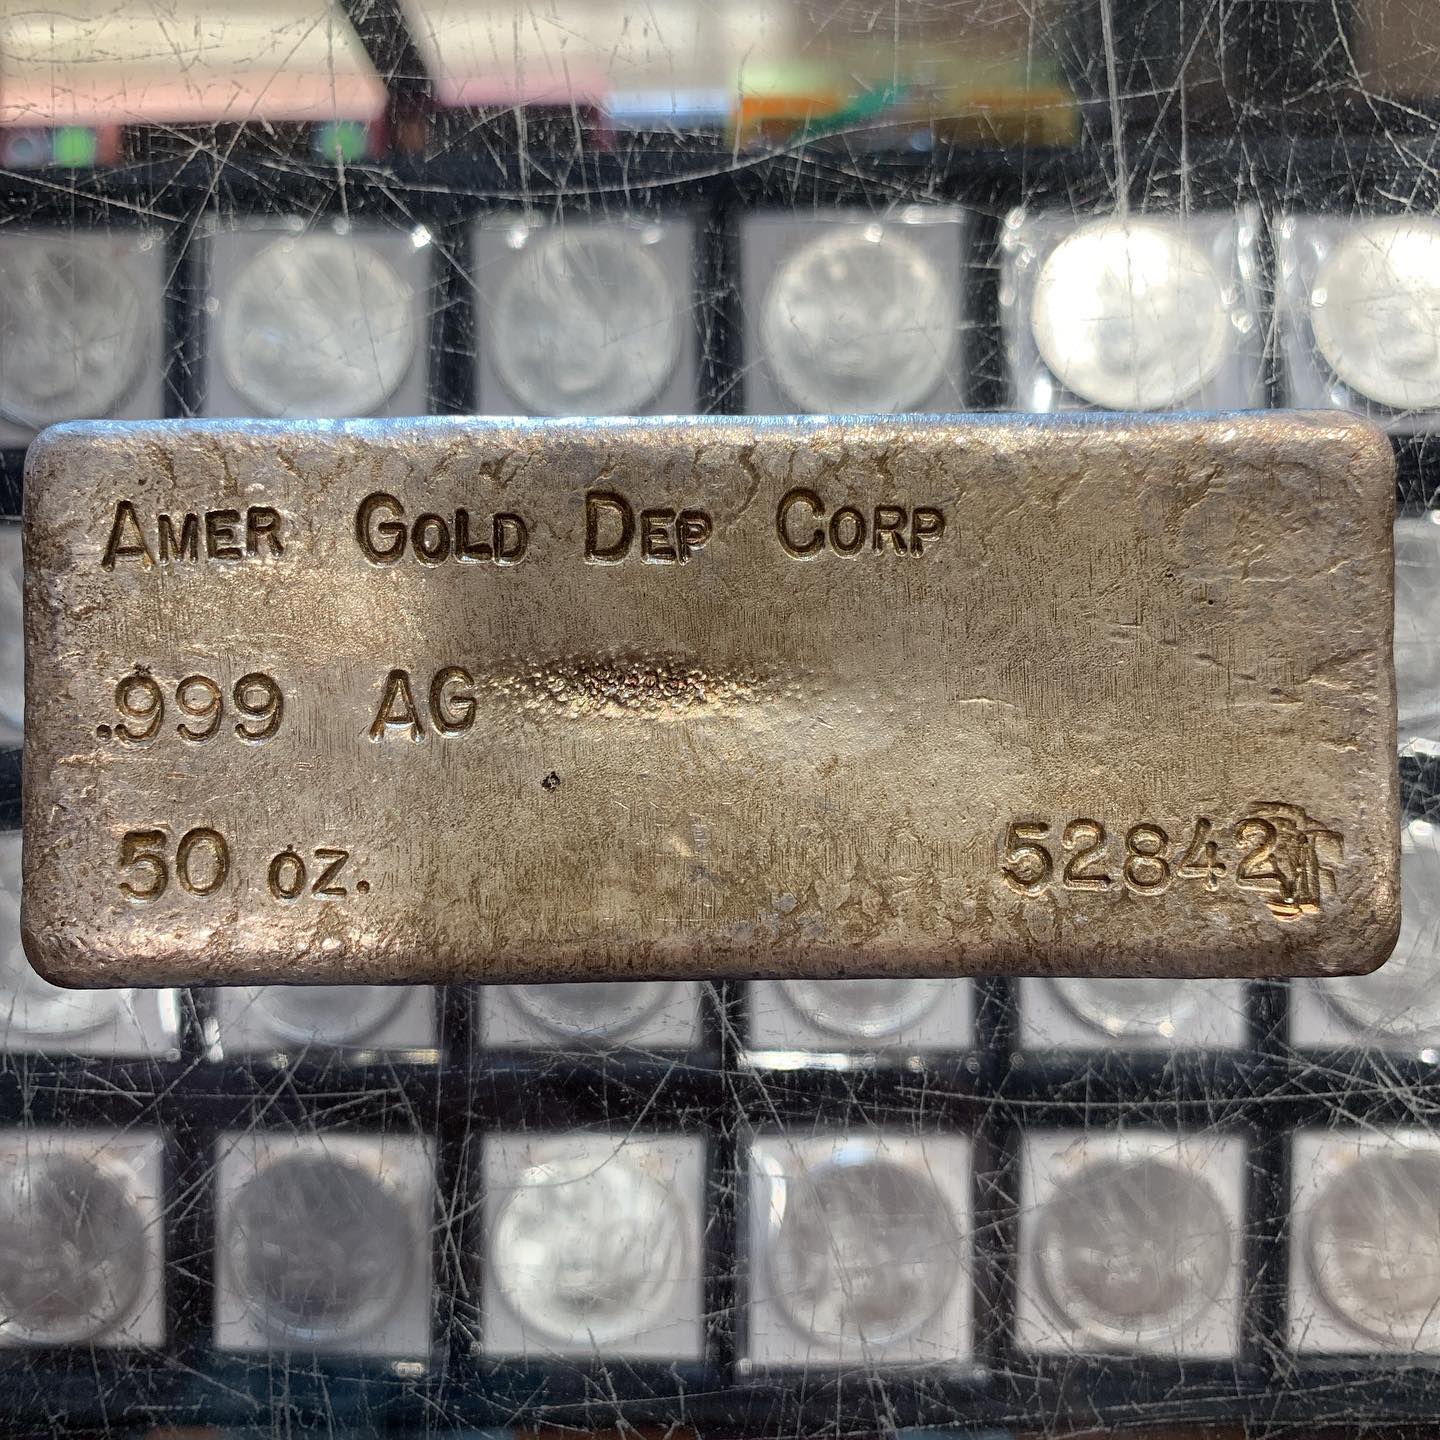 AMER GOLD DEP CORP
.999 AG
50 OZ.
52842